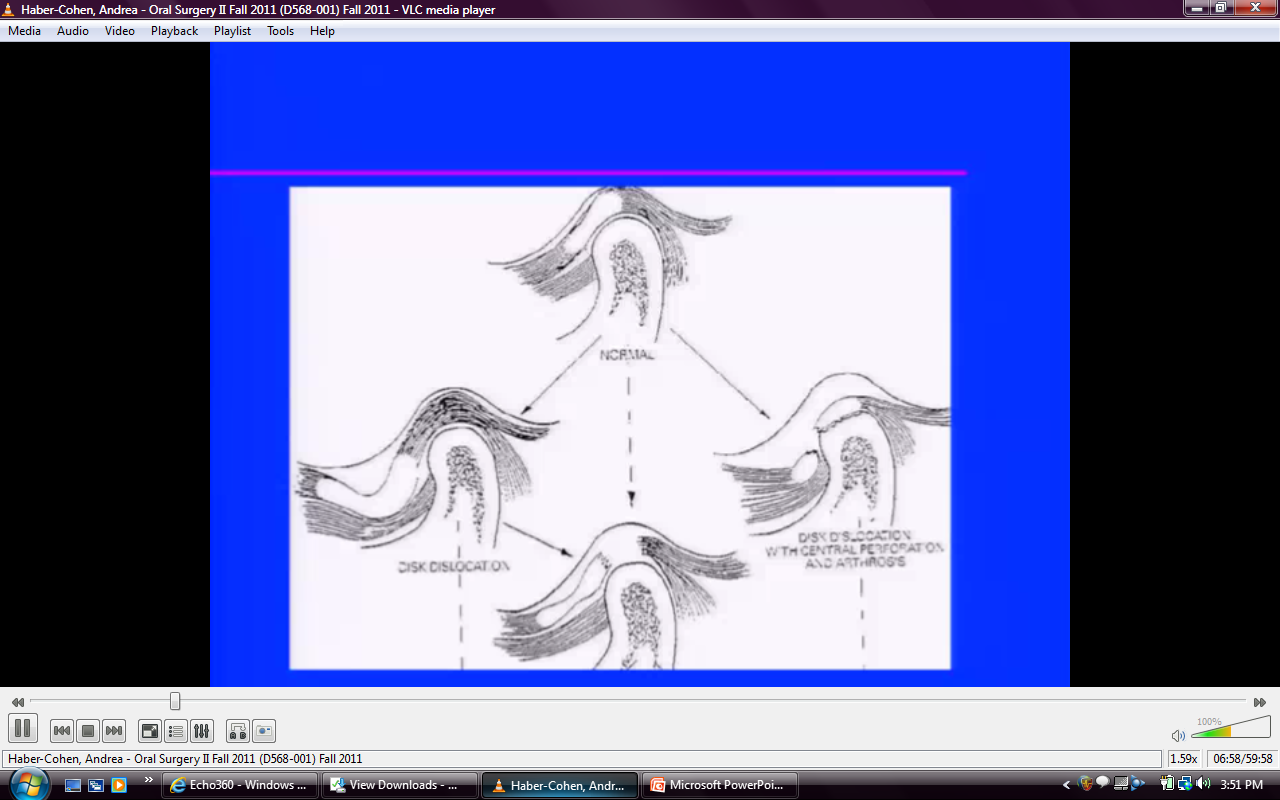 Haber-Cohen, Andrea - Oral Surgery II Fall 2011 (D568-001) Fall 2011 - VLC media player
Media Audio Video Playback Playlist Tools Help
NORMAL
DISK DISLOCATION
DISK DISLOCATION
WITH CENTRAL PERFORATION
AND ARTHROSIS
100%
Haber-Cohen, Andrea - Oral Surgery II Fall 2011 (D568-001) Fall 2011
1.59x
06:58/59:58
Echo360 - Windows ...
View Downloads - ...
Haber-Cohen, Andr...
Microsoft PowerPoi...
3:51 PM